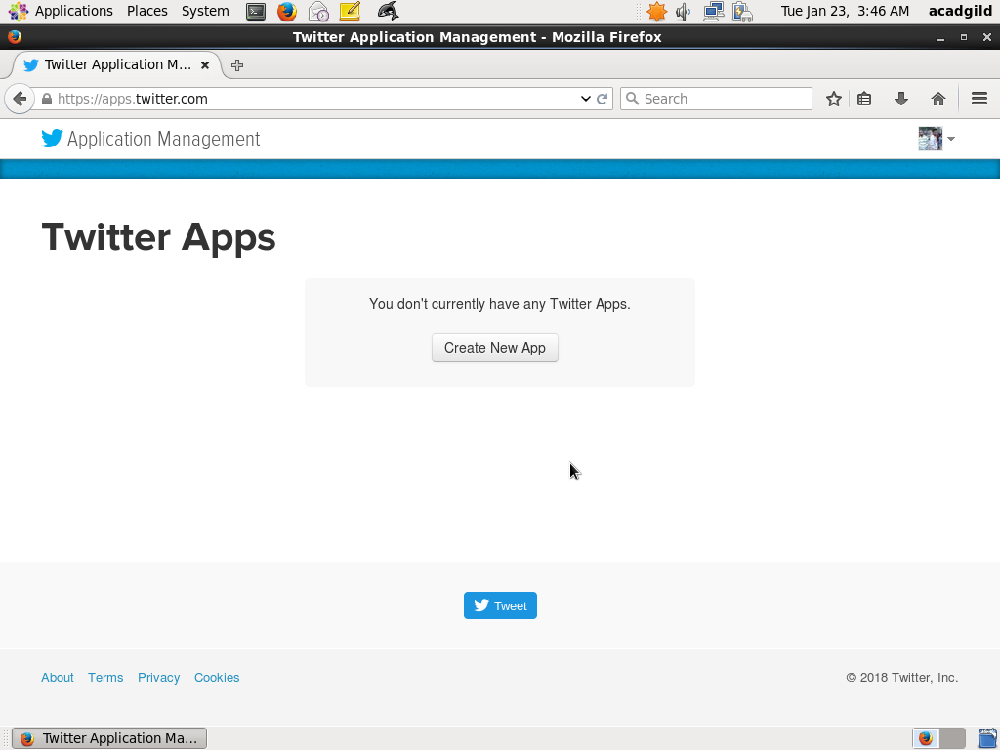 Applications Places System Tue Jan 23, 3:46 AM acadgild
Twitter Application Management - Mozilla Firefox
Twitter Application M...
https://apps.twitter.com Search
Application Management
Twitter Apps
You don't currently have any Twitter Apps.
Create New App
Tweet
About Terms Privacy Cookies © 2018 Twitter, Inc.
Twitter Application Ma...